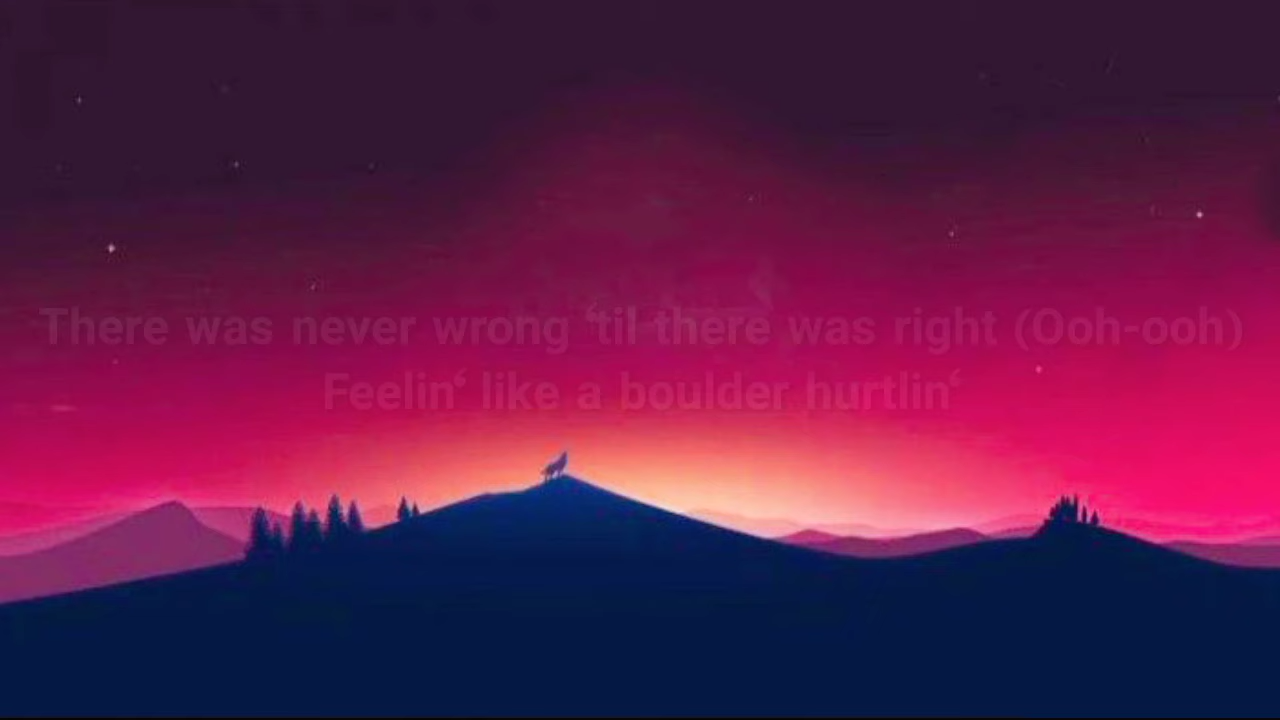 There was never wrong ‘til there was right (Ooh-ooh)
Feelin‘ like a boulder hurtlin‘